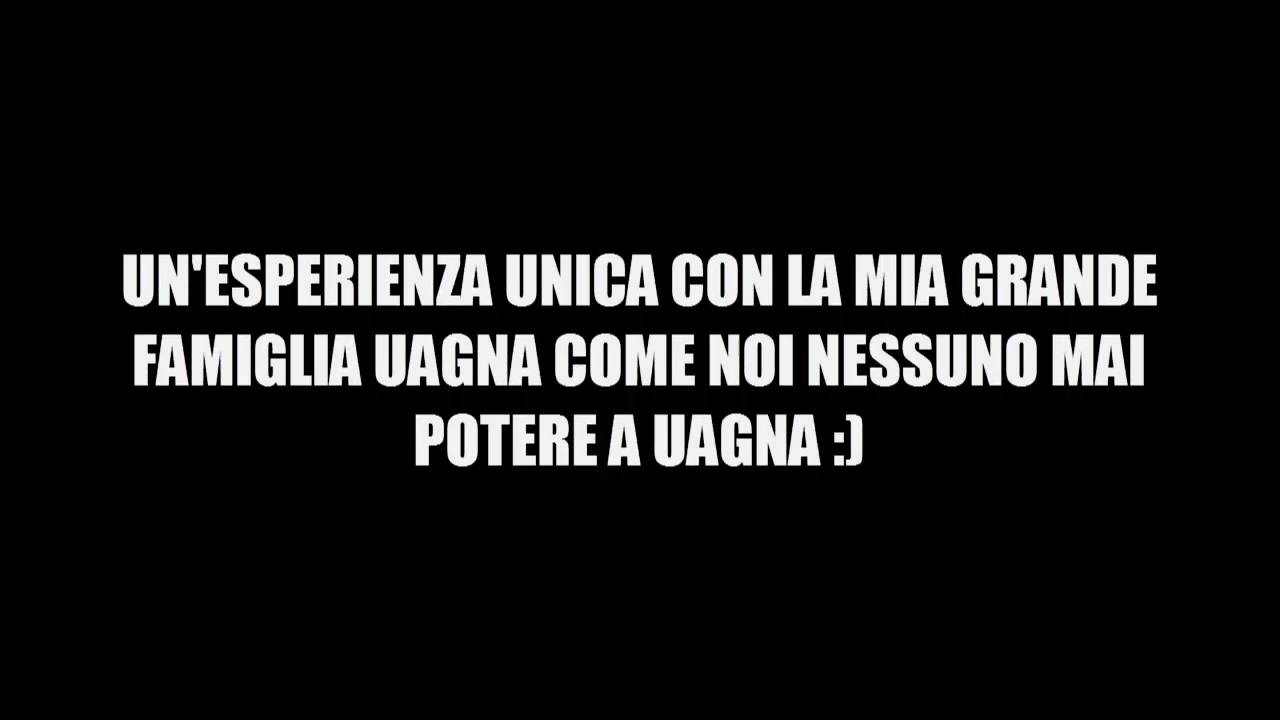 UN'ESPERIENZA UNICA CON LA MIA GRANDE
FAMIGLIA UAGNA COME NOI NESSUNO MAI
POTERE A UAGNA :)